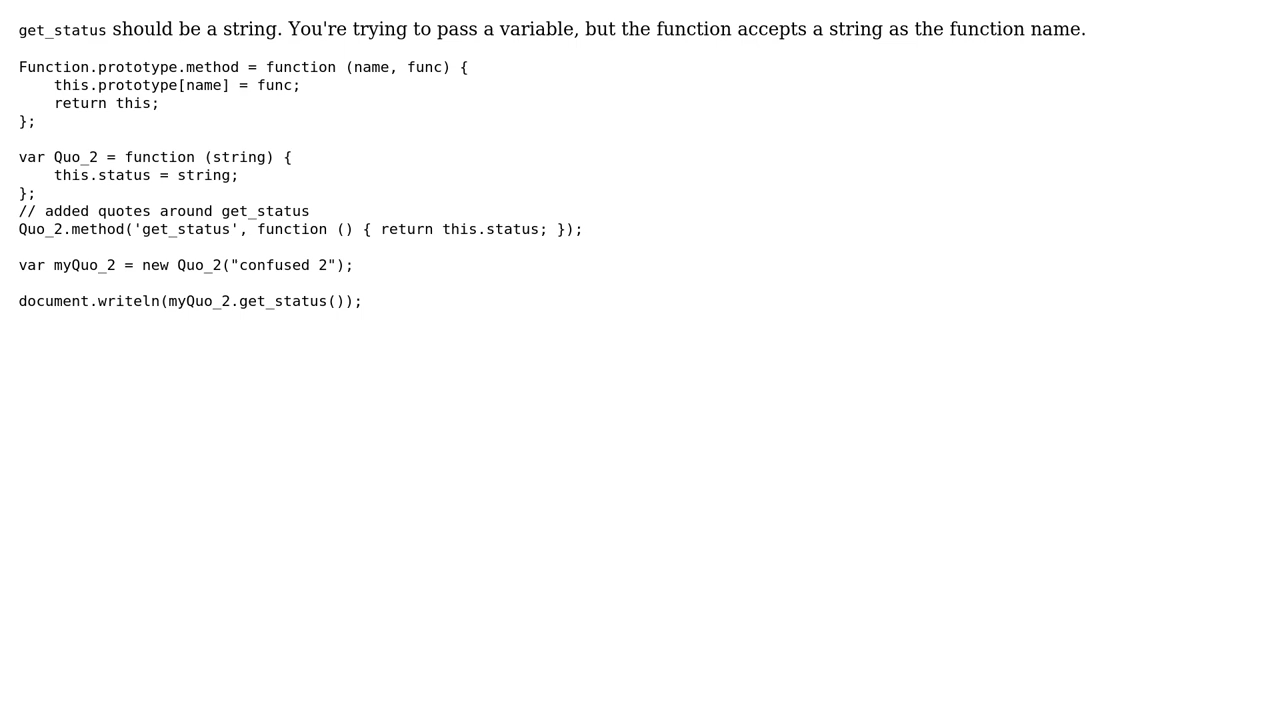 get_status should be a string. You're trying to pass a variable, but the function accepts a string as the function name.
Function.prototype.method = function (name, func) {
    this.prototype[name] = func;
    return this;
};

var Quo_2 = function (string) {
    this.status = string;
};
// added quotes around get_status
Quo_2.method('get_status', function () { return this.status; });

var myQuo_2 = new Quo_2("confused 2");

document.writeln(myQuo_2.get_status());